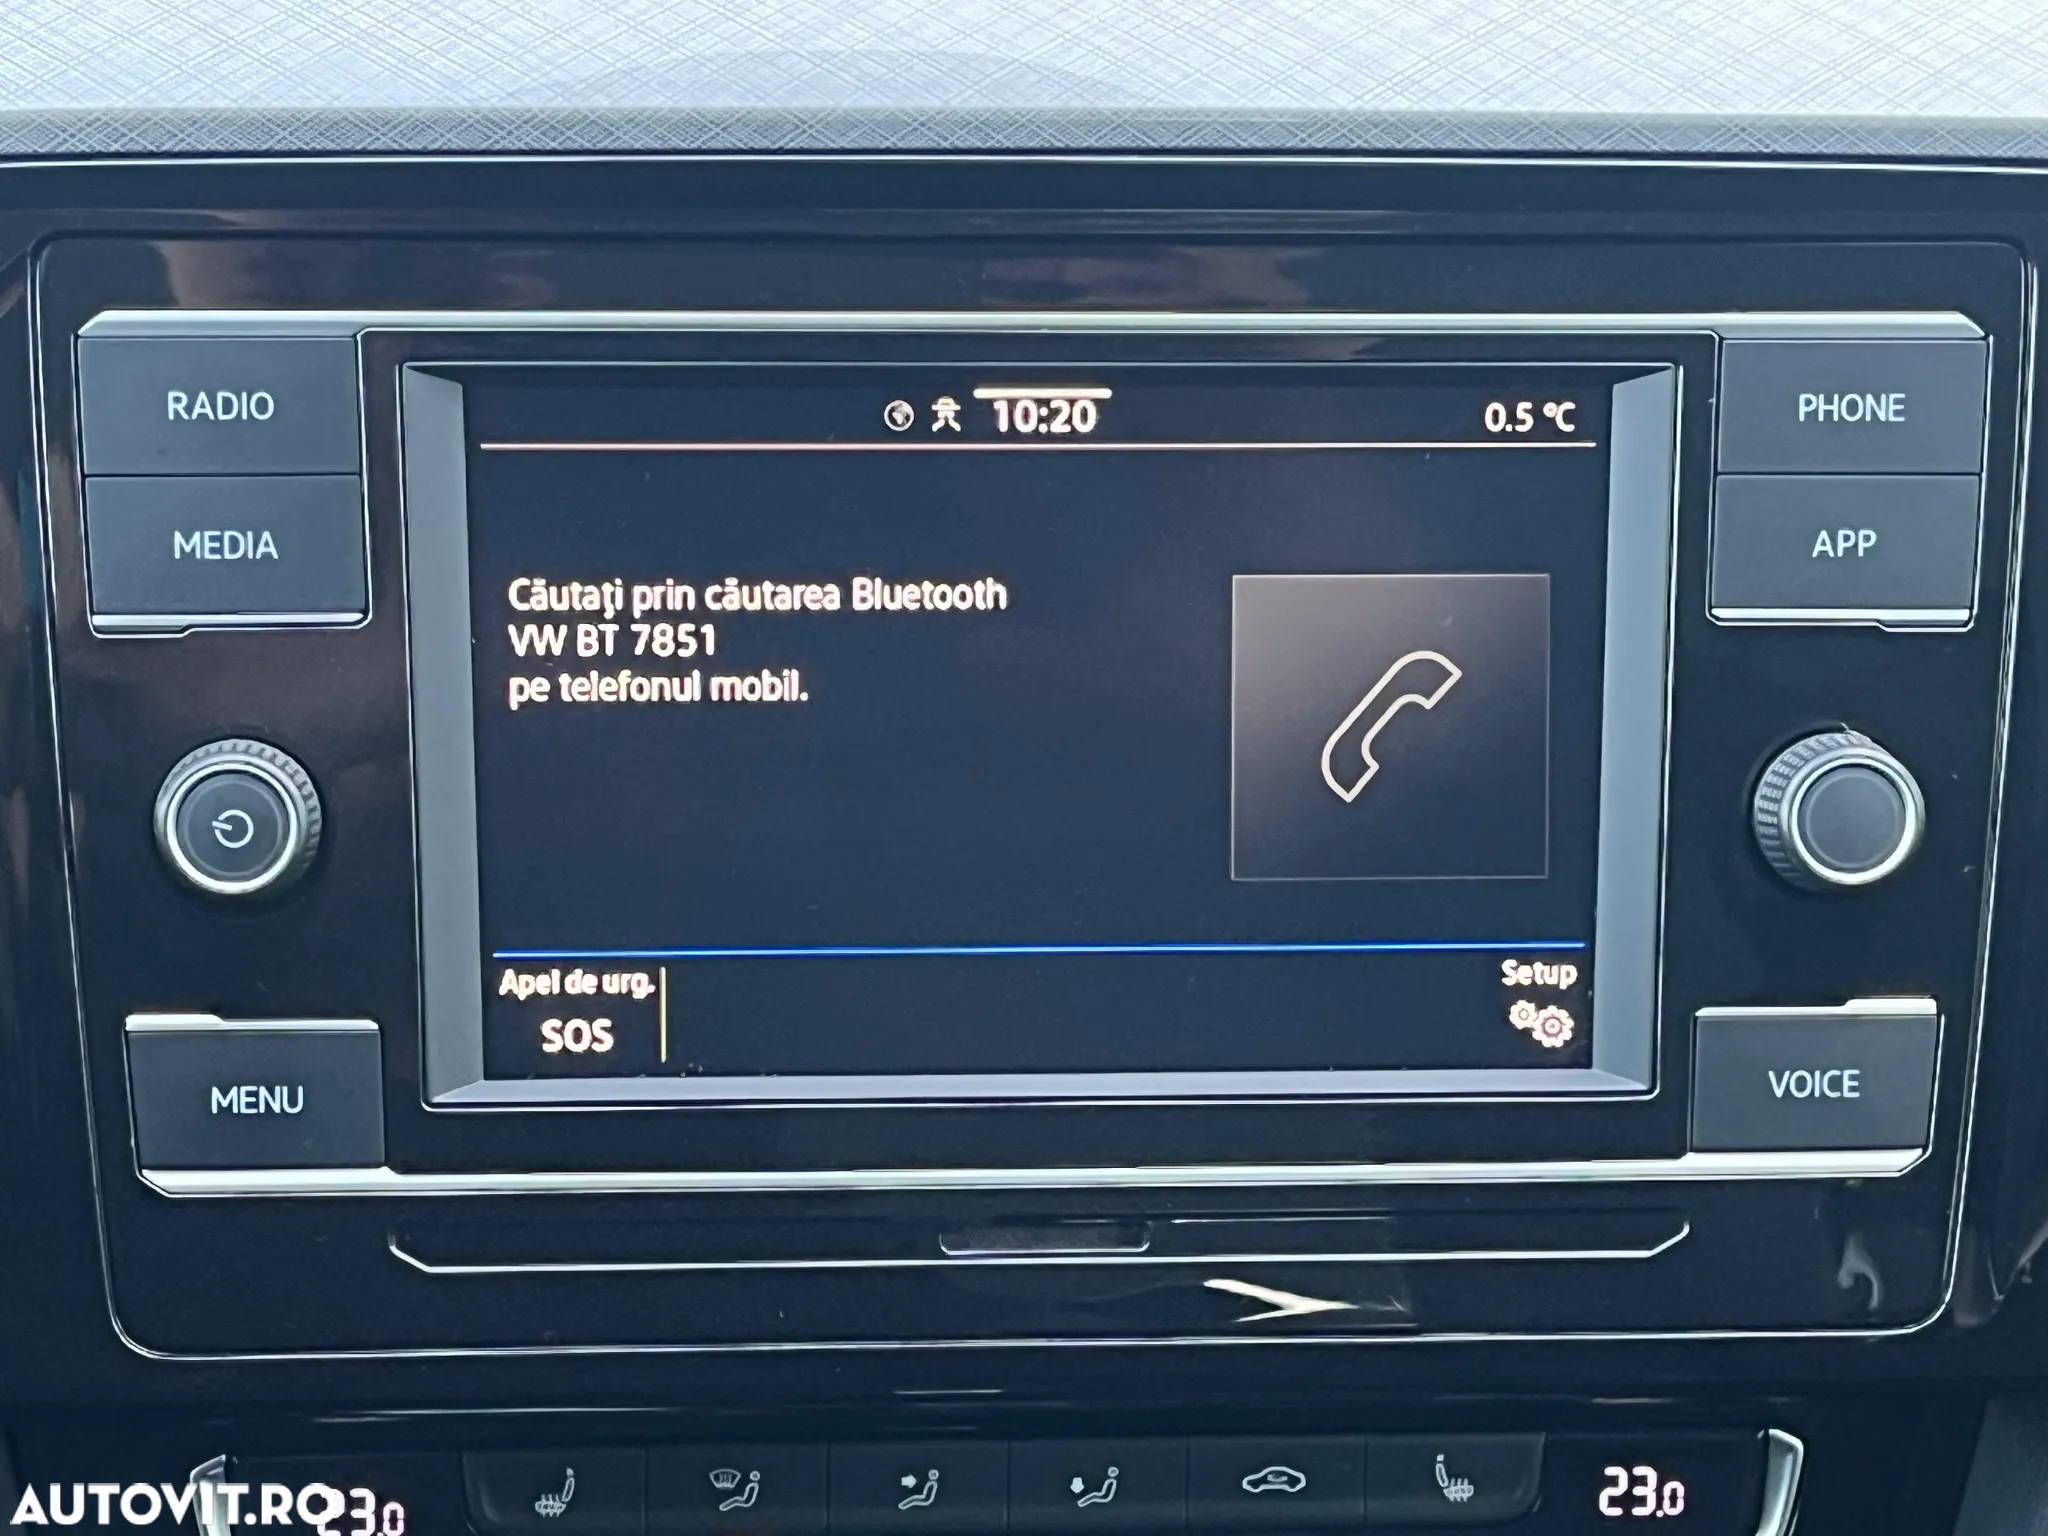 RADIO
MEDIA
MENU
10:20
0.5 °C
Căutaţi prin căutarea Bluetooth
VW BT 7851
pe telefonul mobil.
Apel de urg.
SOS
Setup
PHONE
APP
VOICE
23.0
23.0
AUTOVIT.RO